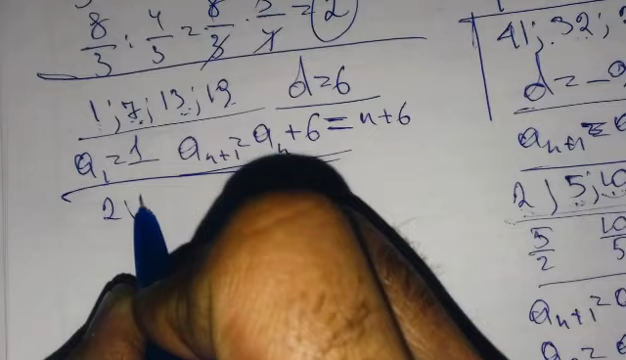 8/3 : 4/3 = 8/3 · 3/4 = 2
1; 7; 13; 19 d=6
a₁=1 aₙ₊₁=aₙ+6=n+6
2
41; 32;
d=-9
aₙ₊₁=a
2; 5; 10
5/2 10/5
aₙ₊₁=a